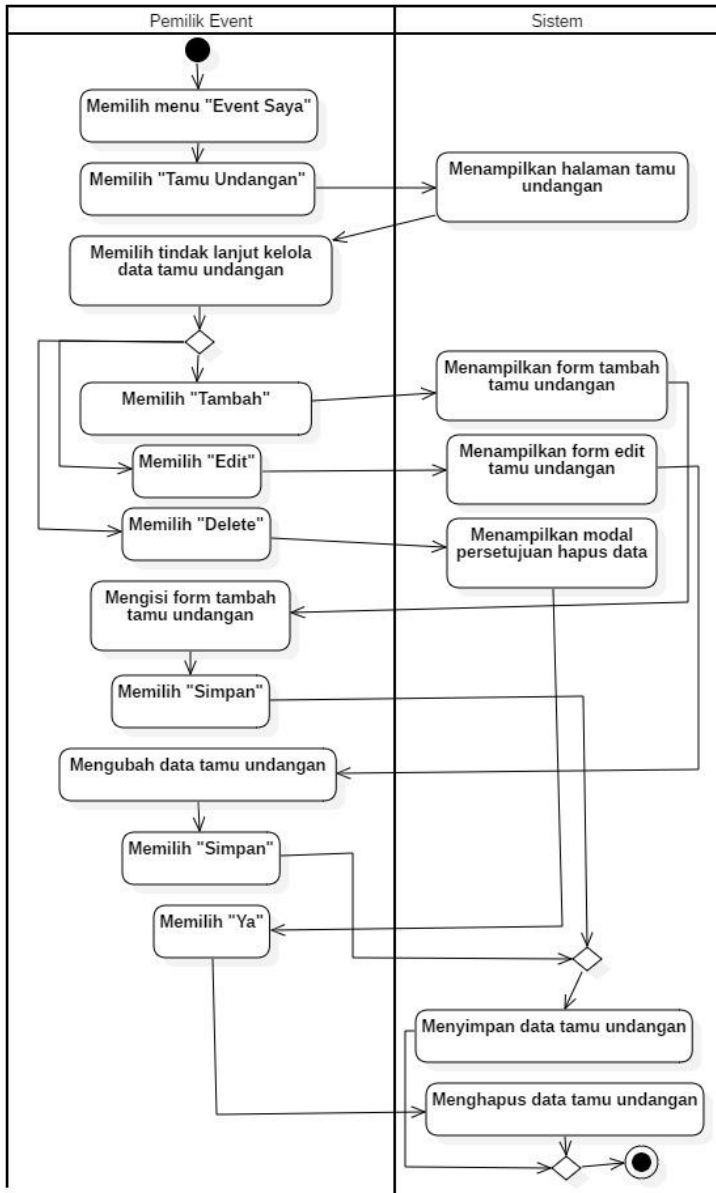 Pemilik Event
Sistem
Memilih menu "Event Saya"
Memilih "Tamu Undangan"
Menampilkan halaman tamu
undangan
Memilih tindak lanjut kelola
data tamu undangan
Memilih "Tambah"
Menampilkan form tambah
tamu undangan
Memilih "Edit"
Menampilkan form edit
tamu undangan
Memilih "Delete"
Menampilkan modal
persetujuan hapus data
Mengisi form tambah
tamu undangan
Memilih "Simpan"
Mengubah data tamu undangan
Memilih "Simpan"
Memilih "Ya"
Menyimpan data tamu undangan
Menghapus data tamu undangan